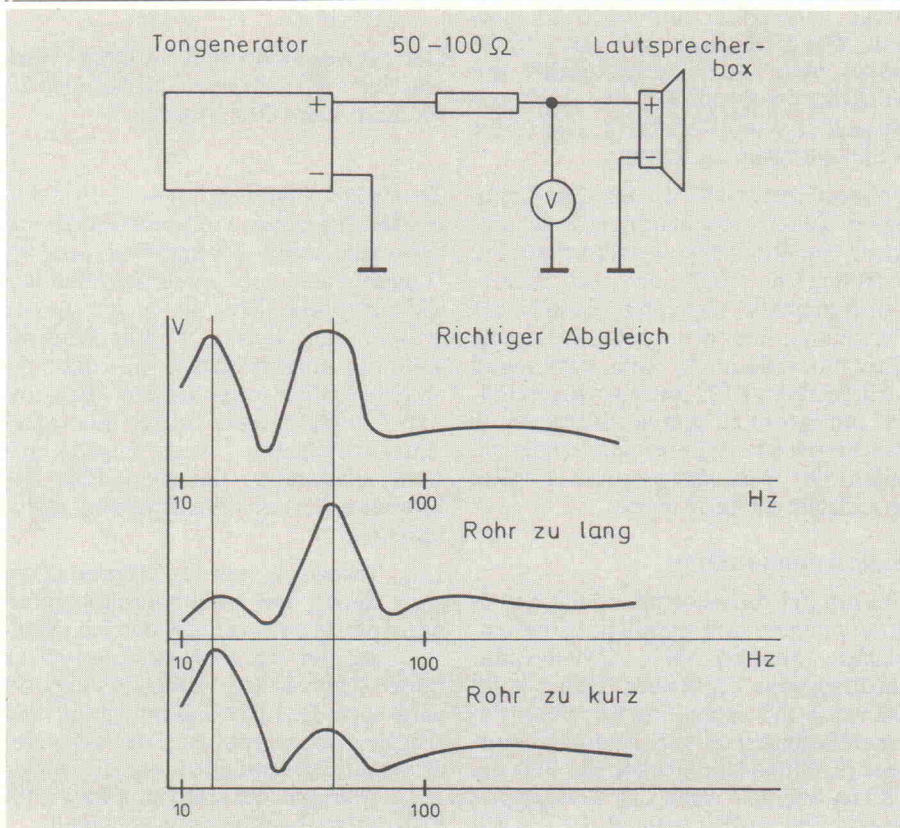 Tongenerator
50–100 Ω
Lautsprecher-
box
+
+
−
−
V
V
Richtiger Abgleich
10
100
Hz
Rohr zu lang
10
100
Hz
Rohr zu kurz
10
100